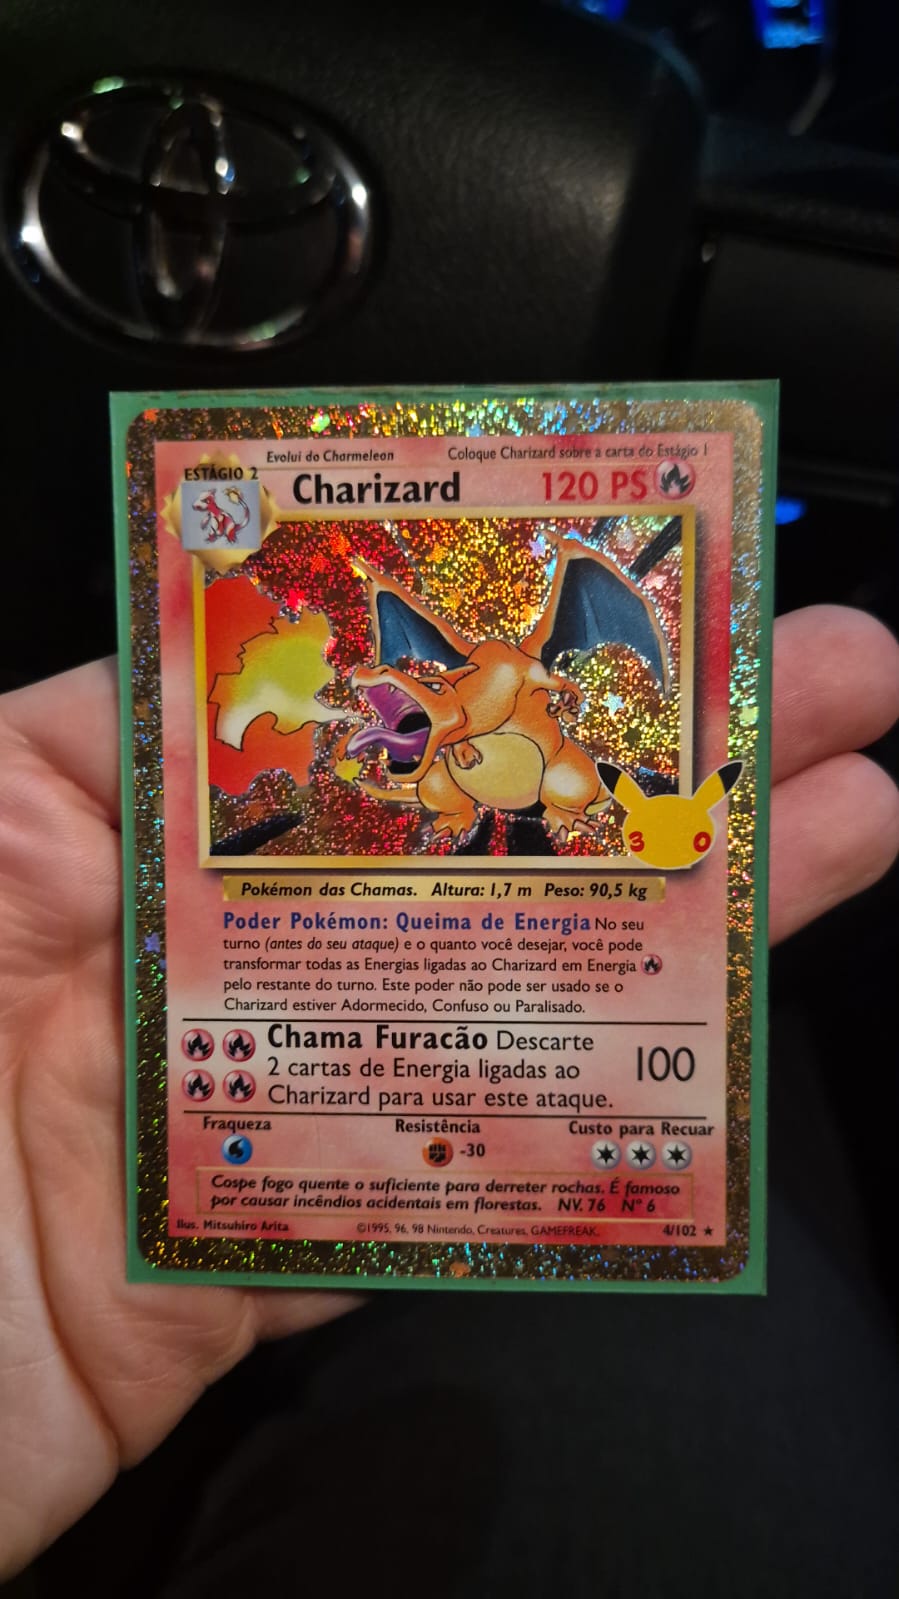 Evolui do Charmeleon
Coloque Charizard sobre a carta do Estágio 1
ESTÁGIO 2
Charizard
120 PS
3 0
Pokémon das Chamas. Altura: 1,7 m Peso: 90,5 kg
Poder Pokémon: Queima de Energia No seu
turno (antes do seu ataque) e o quanto você desejar, você pode
transformar todas as Energias ligadas ao Charizard em Energia
pelo restante do turno. Este poder não pode ser usado se o
Charizard estiver Adormecido, Confuso ou Paralisado.
Chama Furacão Descarte
2 cartas de Energia ligadas ao
Charizard para usar este ataque.
100
Fraqueza
Resistência
Custo para Recuar
-30
Cospe fogo quente o suficiente para derreter rochas. É famoso
por causar incêndios acidentais em florestas. NV. 76 Nº 6
Ilus. Mitsuhiro Arita
©1995, 96, 98 Nintendo, Creatures, GAMEFREAK.
4/102 ★